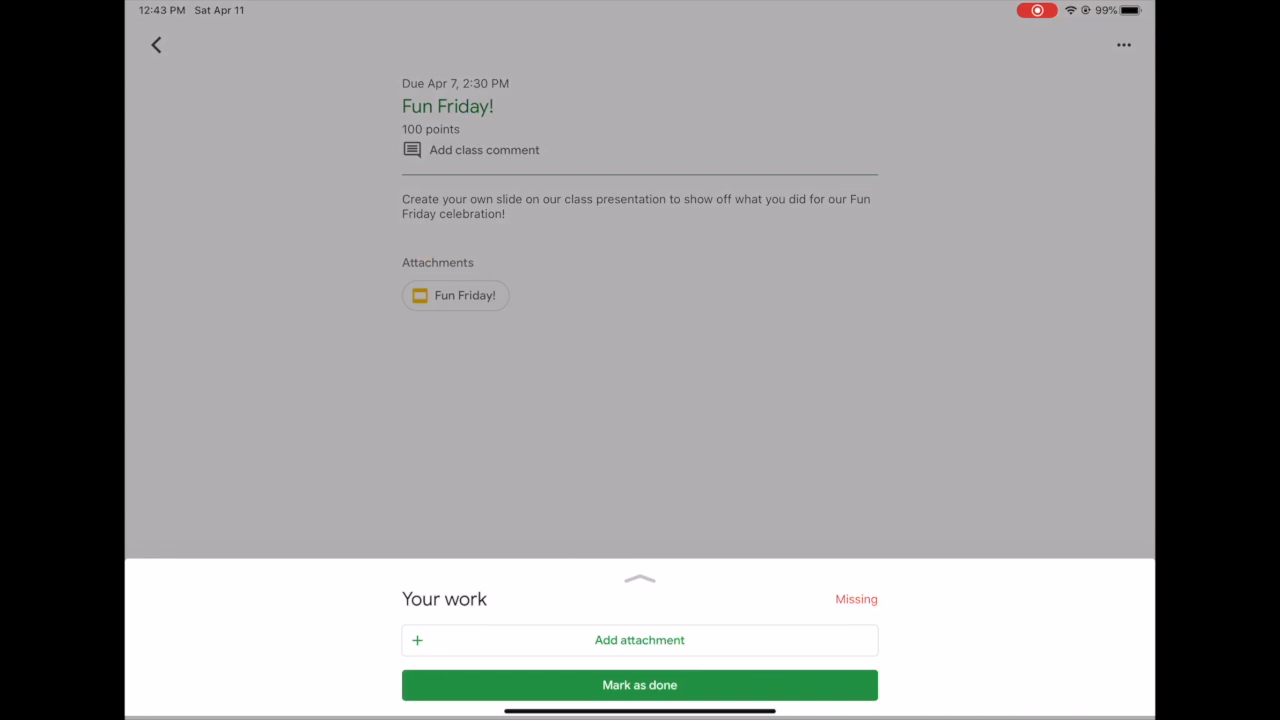 12:43 PM Sat Apr 11
99%
Due Apr 7, 2:30 PM
Fun Friday!
100 points
Add class comment
Create your own slide on our class presentation to show off what you did for our Fun
Friday celebration!
Attachments
Fun Friday!
Your work
Missing
+ Add attachment
Mark as done